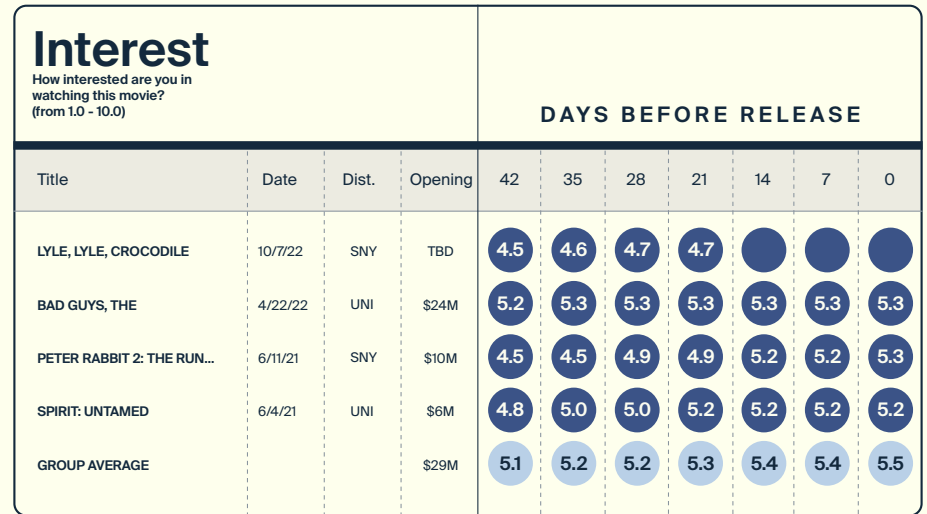 Interest
How interested are you in
watching this movie?
(from 1.0 - 10.0)
DAYS BEFORE RELEASE
Title Date Dist. Opening 42 35 28 21 14 7 0
LYLE, LYLE, CROCODILE 10/7/22 SNY TBD 4.5 4.6 4.7 4.7
BAD GUYS, THE 4/22/22 UNI $24M 5.2 5.3 5.3 5.3 5.3 5.3 5.3
PETER RABBIT 2: THE RUN... 6/11/21 SNY $10M 4.5 4.5 4.9 4.9 5.2 5.2 5.3
SPIRIT: UNTAMED 6/4/21 UNI $6M 4.8 5.0 5.0 5.2 5.2 5.2 5.2
GROUP AVERAGE $29M 5.1 5.2 5.2 5.3 5.4 5.4 5.5